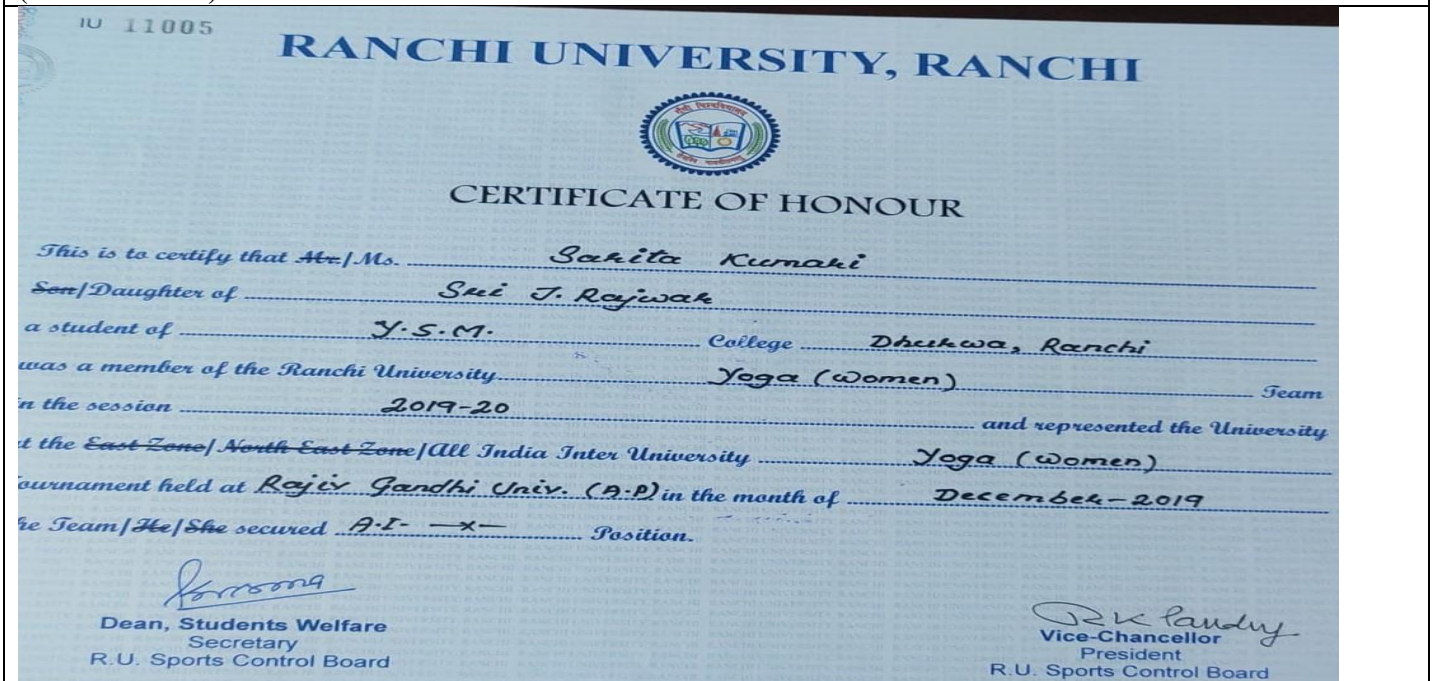 IU 11005
RANCHI UNIVERSITY, RANCHI
CERTIFICATE OF HONOUR
This is to certify that Mr./Ms. Sarita Kumari
Son/Daughter of Sri J. Rajwar
a student of Y.S.M. College Dhurwa, Ranchi
was a member of the Ranchi University Yoga (Women) Team
n the session 2019-20 and represented the University
t the East Zone/ North East Zone/All India Inter University Yoga (Women)
ournament held at Rajiv Gandhi Univ. (A.P) in the month of December-2019
he Team/He/She secured A.I- —x— Position.
Dean, Students Welfare
Secretary
R.U. Sports Control Board
RK Pandey
Vice-Chancellor
President
R.U. Sports Control Board